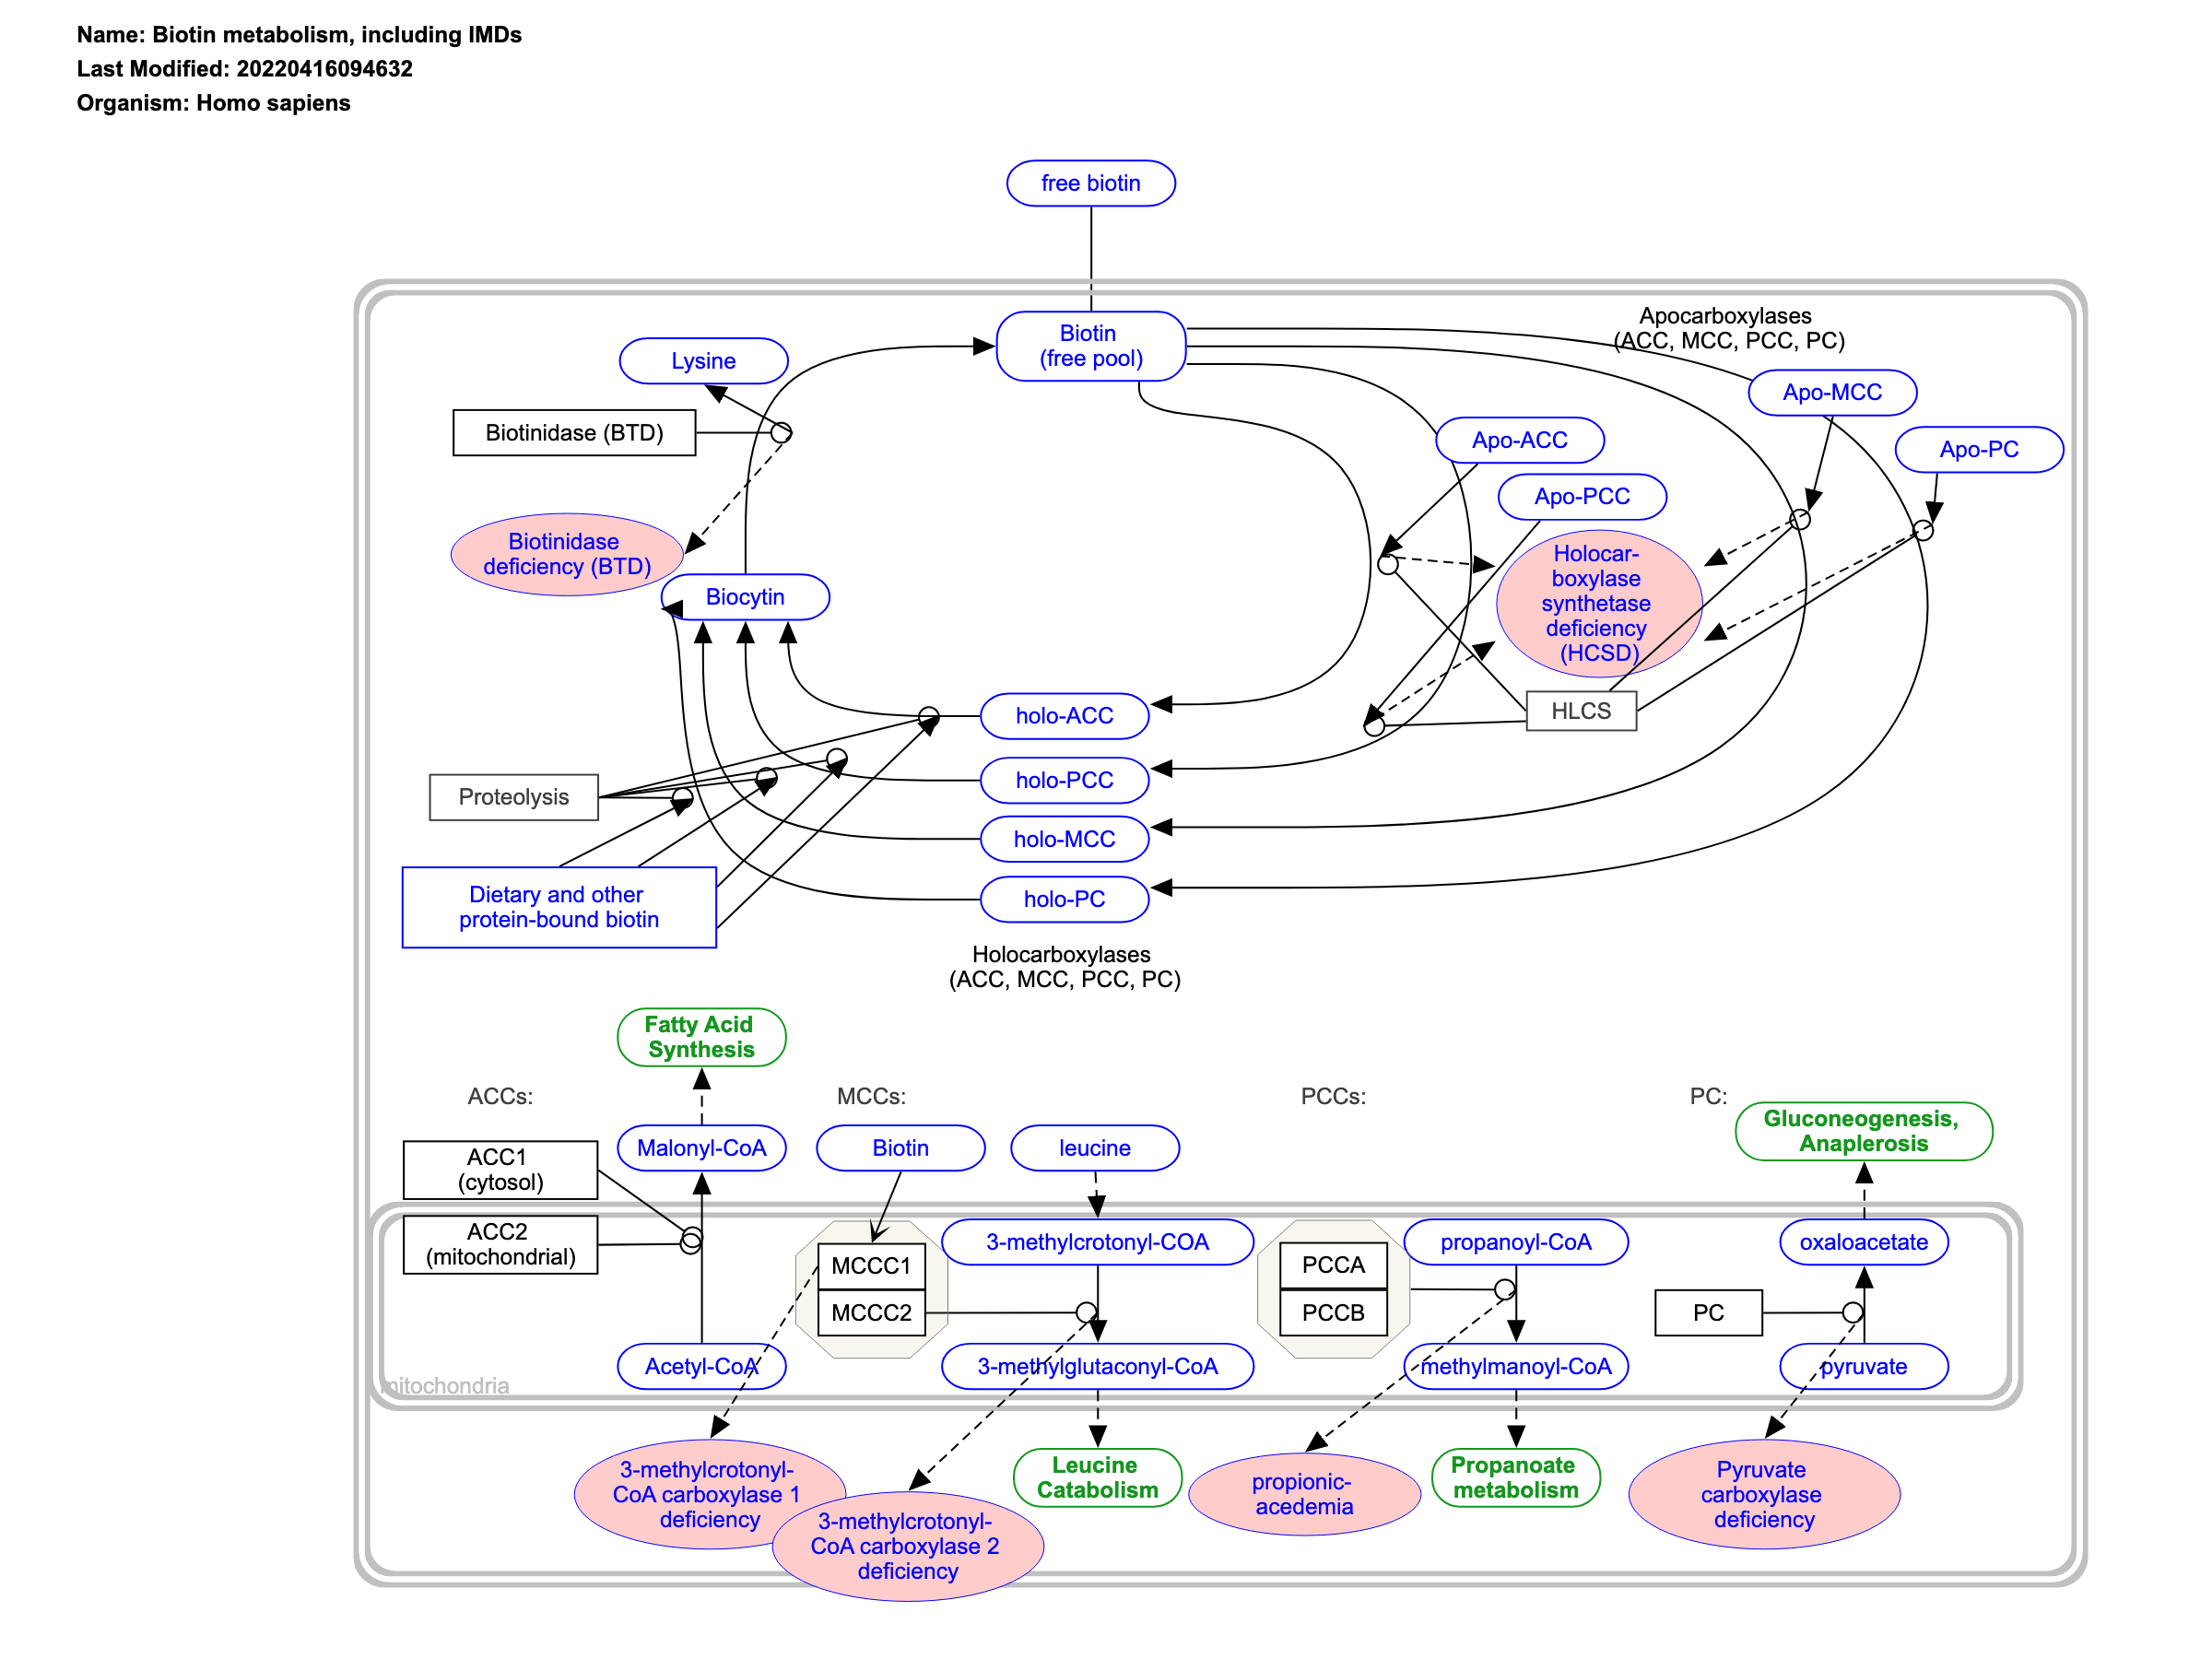 Name: Biotin metabolism, including IMDs
Last Modified: 20220416094632
Organism: Homo sapiens
free biotin
Biotin
(free pool)
Apocarboxylases
(ACC, MCC, PCC, PC)
Lysine
Apo-MCC
Biotinidase (BTD)
Apo-ACC
Apo-PC
Apo-PCC
Biotinidase
deficiency (BTD)
Holocar-
boxylase
synthetase
deficiency
(HCSD)
Biocytin
HLCS
holo-ACC
holo-PCC
Proteolysis
holo-MCC
holo-PC
Dietary and other
protein-bound biotin
Holocarboxylases
(ACC, MCC, PCC, PC)
Fatty Acid
Synthesis
ACCs:
MCCs:
PCCs:
PC:
Gluconeogenesis,
Anaplerosis
Malonyl-CoA
Biotin
leucine
ACC1
(cytosol)
ACC2
(mitochondrial)
3-methylcrotonyl-COA
propanoyl-CoA
oxaloacetate
MCCC1
MCCC2
PCCA
PCCB
PC
Acetyl-CoA
3-methylglutaconyl-CoA
methylmanoyl-CoA
pyruvate
mitochondria
3-methylcrotonyl-
CoA carboxylase 1
deficiency
3-methylcrotonyl-
CoA carboxylase 2
deficiency
Leucine
Catabolism
propionic-
acedemia
Propanoate
metabolism
Pyruvate
carboxylase
deficiency